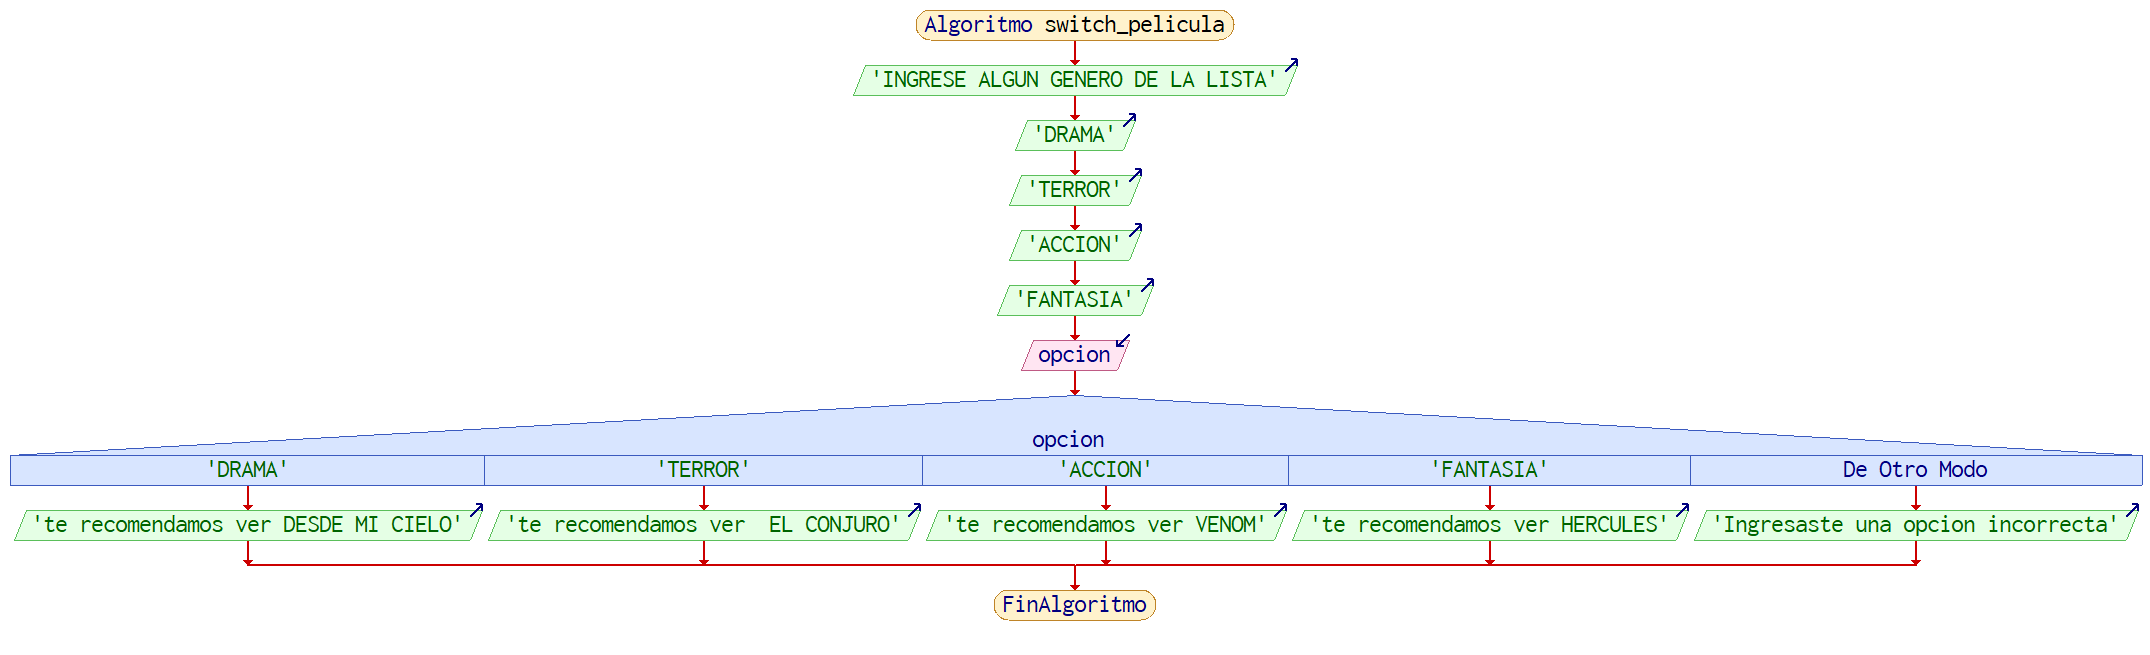 Algoritmo switch_pelicula
'INGRESE ALGUN GENERO DE LA LISTA'
'DRAMA'
'TERROR'
'ACCION'
'FANTASIA'
opcion
opcion
'DRAMA' 'TERROR' 'ACCION' 'FANTASIA' De Otro Modo
'te recomendamos ver DESDE MI CIELO' 'te recomendamos ver  EL CONJURO' 'te recomendamos ver VENOM' 'te recomendamos ver HERCULES' 'Ingresaste una opcion incorrecta'
FinAlgoritmo